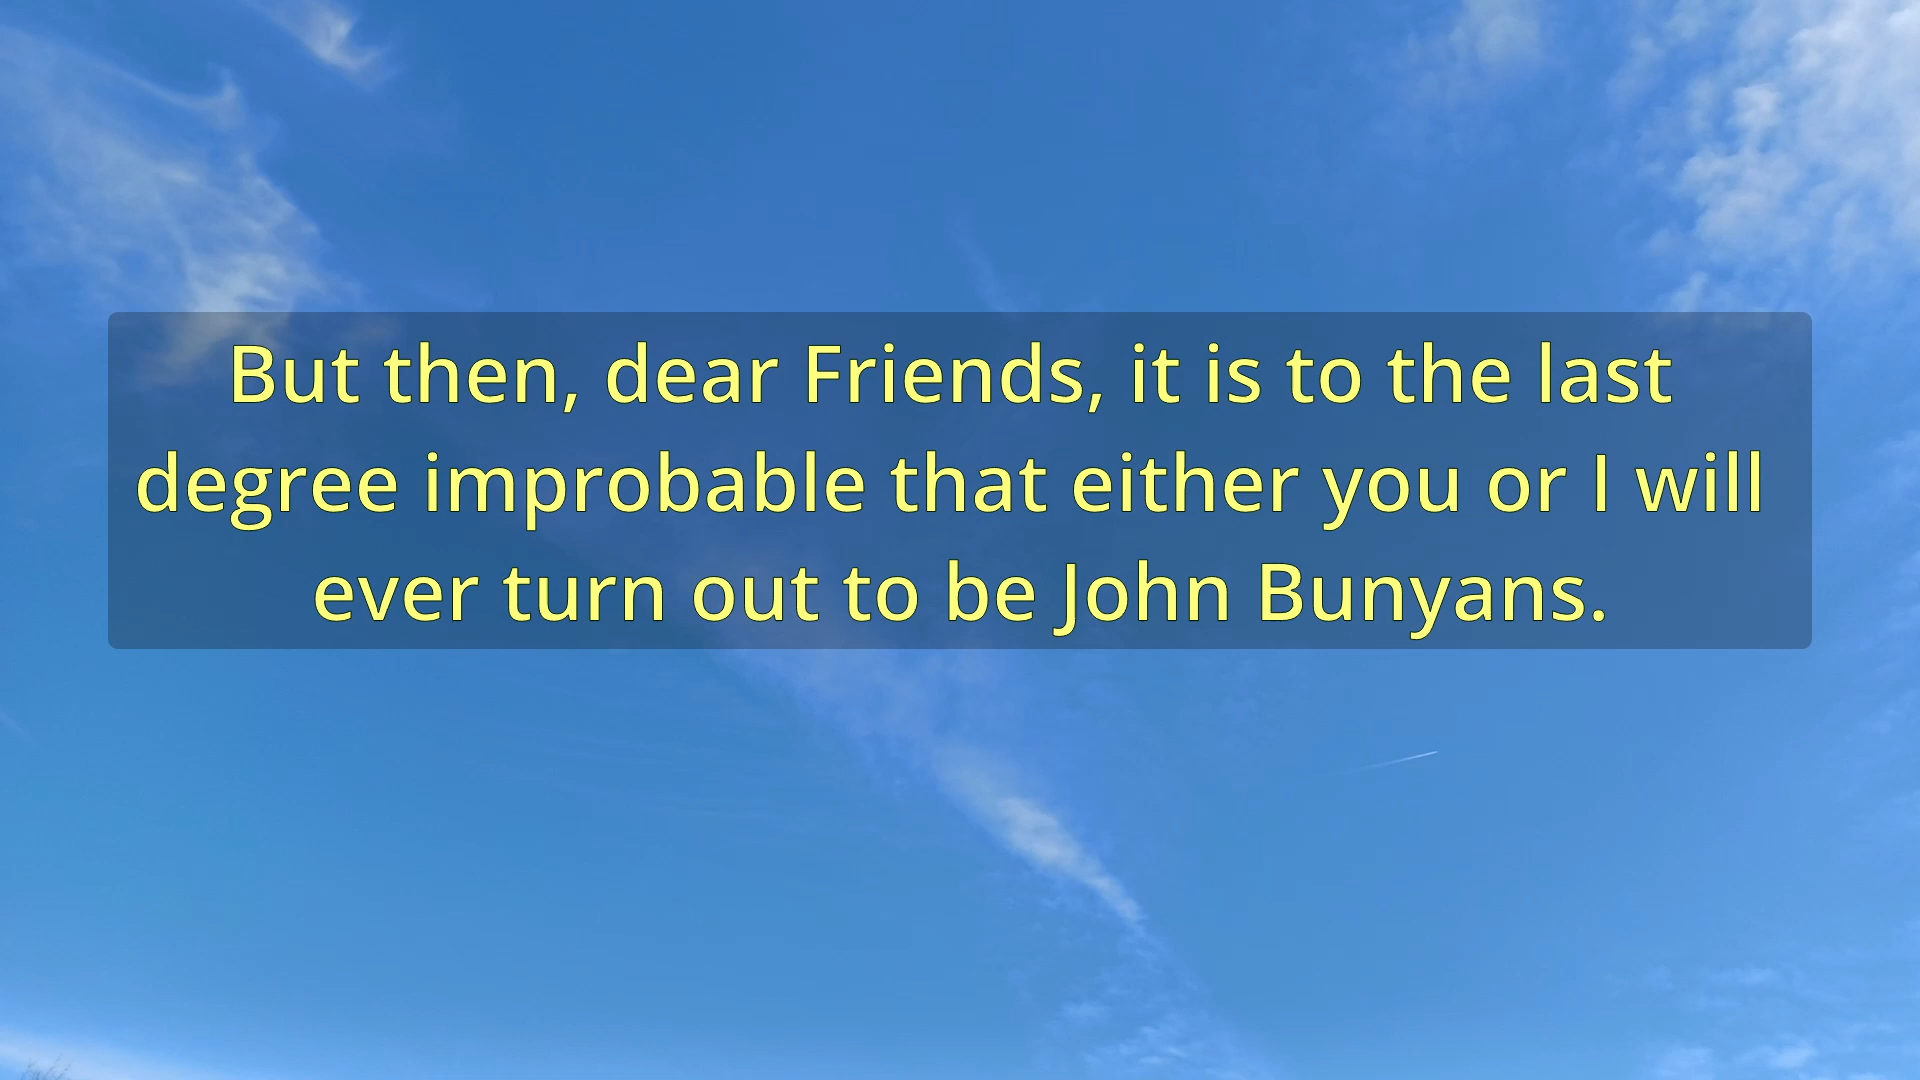 But then, dear Friends, it is to the last
degree improbable that either you or I will
ever turn out to be John Bunyans.